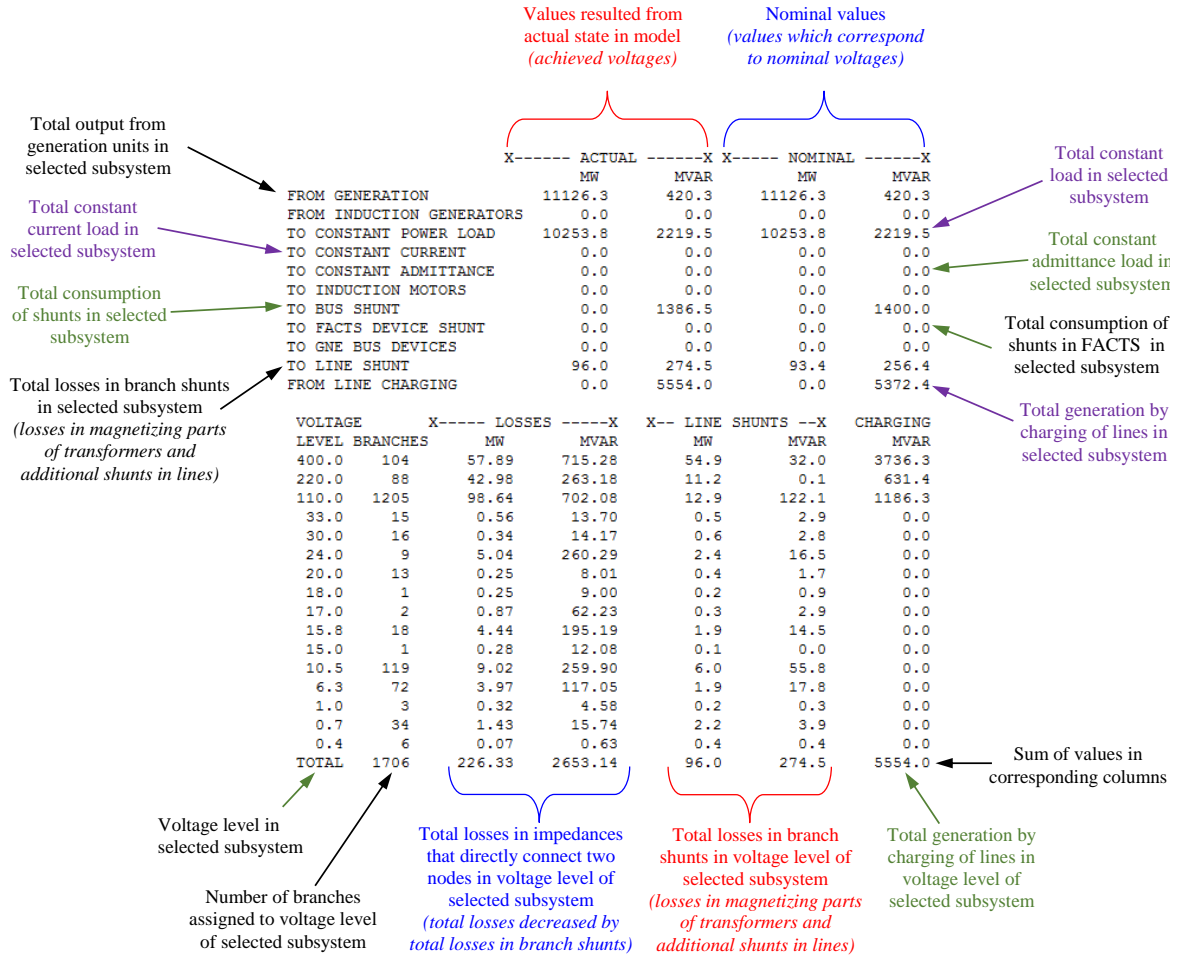 Values resulted from
actual state in model
(achieved voltages)
Nominal values
(values which correspond
to nominal voltages)
Total output from
generation units in
selected subsystem
Total constant
current load in
selected subsystem
Total consumption
of shunts in selected
subsystem
Total losses in branch shunts
in selected subsystem
(losses in magnetizing parts
of transformers and
additional shunts in lines)
X------ ACTUAL ------X X----- NOMINAL ------X
MW MVAR MW MVAR
FROM GENERATION 11126.3 420.3 11126.3 420.3
FROM INDUCTION GENERATORS 0.0 0.0 0.0 0.0
TO CONSTANT POWER LOAD 10253.8 2219.5 10253.8 2219.5
TO CONSTANT CURRENT 0.0 0.0 0.0 0.0
TO CONSTANT ADMITTANCE 0.0 0.0 0.0 0.0
TO INDUCTION MOTORS 0.0 0.0 0.0 0.0
TO BUS SHUNT 0.0 1386.5 0.0 1400.0
TO FACTS DEVICE SHUNT 0.0 0.0 0.0 0.0
TO GNE BUS DEVICES 0.0 0.0 0.0 0.0
TO LINE SHUNT 96.0 274.5 93.4 256.4
FROM LINE CHARGING 0.0 5554.0 0.0 5372.4
Total constant
load in selected
subsystem
Total constant
admittance load in
selected subsystem
Total consumption of
shunts in FACTS in
selected subsystem
Total generation by
charging of lines in
selected subsystem
VOLTAGE X----- LOSSES -----X X-- LINE SHUNTS --X CHARGING
LEVEL BRANCHES MW MVAR MW MVAR MVAR
400.0 104 57.89 715.28 54.9 32.0 3736.3
220.0 88 42.98 263.18 11.2 0.1 631.4
110.0 1205 98.64 702.08 12.9 122.1 1186.3
33.0 15 0.56 13.70 0.5 2.9 0.0
30.0 16 0.34 14.17 0.6 2.8 0.0
24.0 9 5.04 260.29 2.4 16.5 0.0
20.0 13 0.25 8.01 0.4 1.7 0.0
18.0 1 0.25 9.00 0.2 0.9 0.0
17.0 2 0.87 62.23 0.3 2.9 0.0
15.8 18 4.44 195.19 1.9 14.5 0.0
15.0 1 0.28 12.08 0.1 0.0 0.0
10.5 119 9.02 259.90 6.0 55.8 0.0
6.3 72 3.97 117.05 1.9 17.8 0.0
1.0 3 0.32 4.58 0.2 0.3 0.0
0.7 34 1.43 15.74 2.2 3.9 0.0
0.4 6 0.07 0.63 0.4 0.4 0.0
TOTAL 1706 226.33 2653.14 96.0 274.5 5554.0
Sum of values in
corresponding columns
Voltage level in
selected subsystem
Number of branches
assigned to voltage level
of selected subsystem
Total losses in impedances
that directly connect two
nodes in voltage level of
selected subsystem
(total losses decreased by
total losses in branch shunts)
Total losses in branch
shunts in voltage level of
selected subsystem
(losses in magnetizing parts
of transformers and
additional shunts in lines)
Total generation by
charging of lines in
voltage level of
selected subsystem